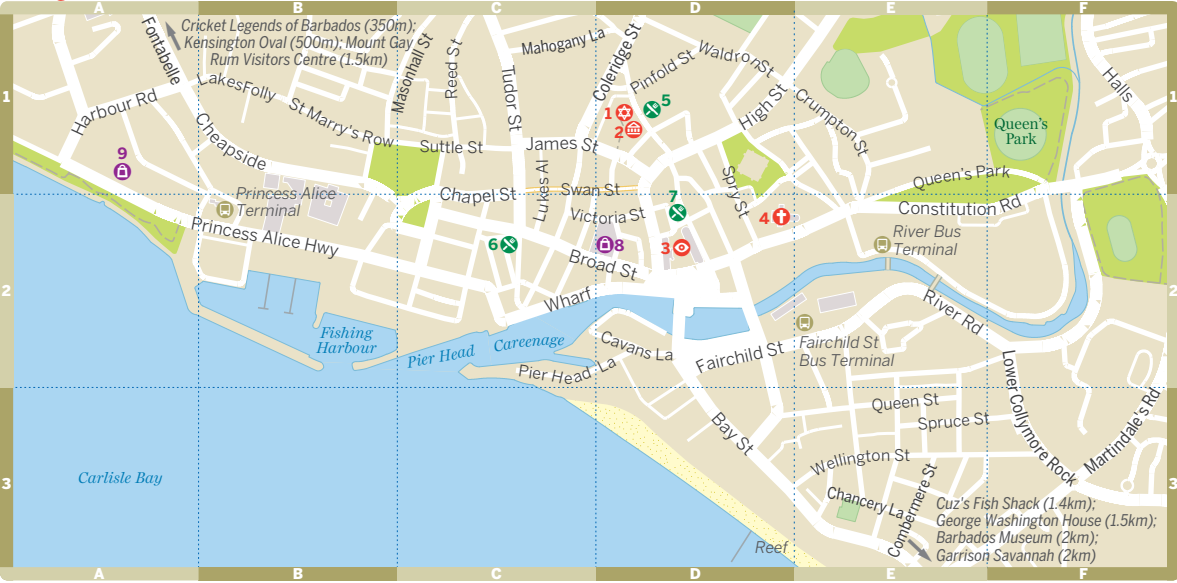 A B C D E F
Cricket Legends of Barbados (350m);
Kensington Oval (500m); Mount Gay
Rum Visitors Centre (1.5km)
Fontabelle
Masonhall St
Reed St
Tudor St
Mahogany La
Coleridge St
Pinfold St
Waldron St
High St
Crumpton St
Halls
1
1
Harbour Rd
LakesFolly
St Marry's Row
Cheapside
Suttle St
James St
1
2
5
Queen's
Park
9
Princess Alice
Terminal
Chapel St
Lukes Al
Swan St
Victoria St
7
Spry St
4
Queen's Park
Constitution Rd
Princess Alice Hwy
6
8
3
Broad St
River Bus
Terminal
2
2
Wharf
River Rd
Fishing
Harbour
Pier Head
Careenage
Cavans La
Pier Head La
Fairchild St
Fairchild St
Bus Terminal
Lower Collymore Rock
Martindale's Rd
Queen St
Spruce St
Bay St
Wellington St
3
3
Carlisle Bay
Chancery La
Combermere St
Reef
Cuz's Fish Shack (1.4km);
George Washington House (1.5km);
Barbados Museum (2km);
Garrison Savannah (2km)
A B C D E F